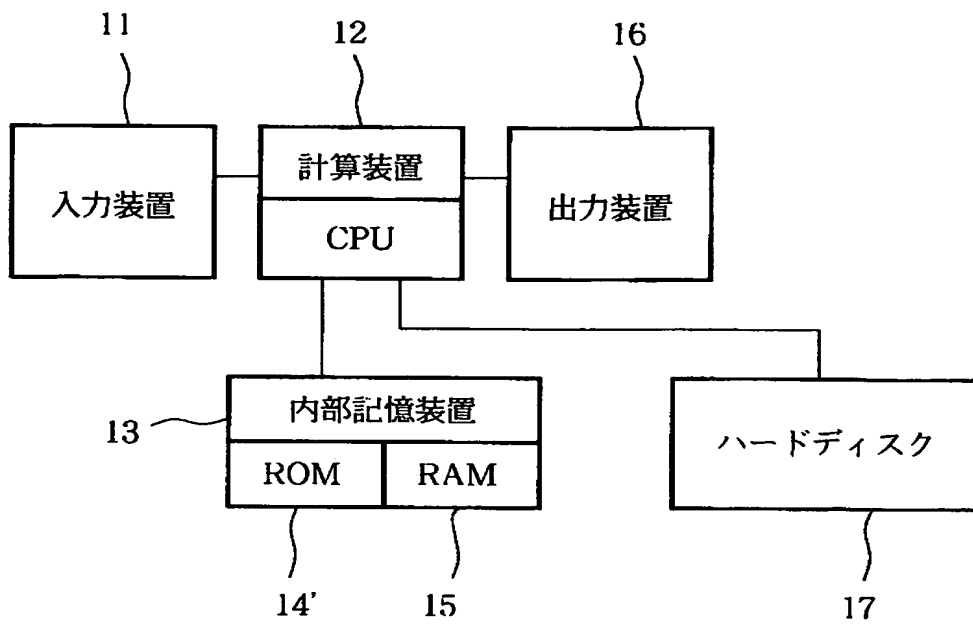 11
12
16
入力装置
計算装置
CPU
出力装置
13
内部記憶装置
ROM
RAM
ハードディスク
14'
15
17